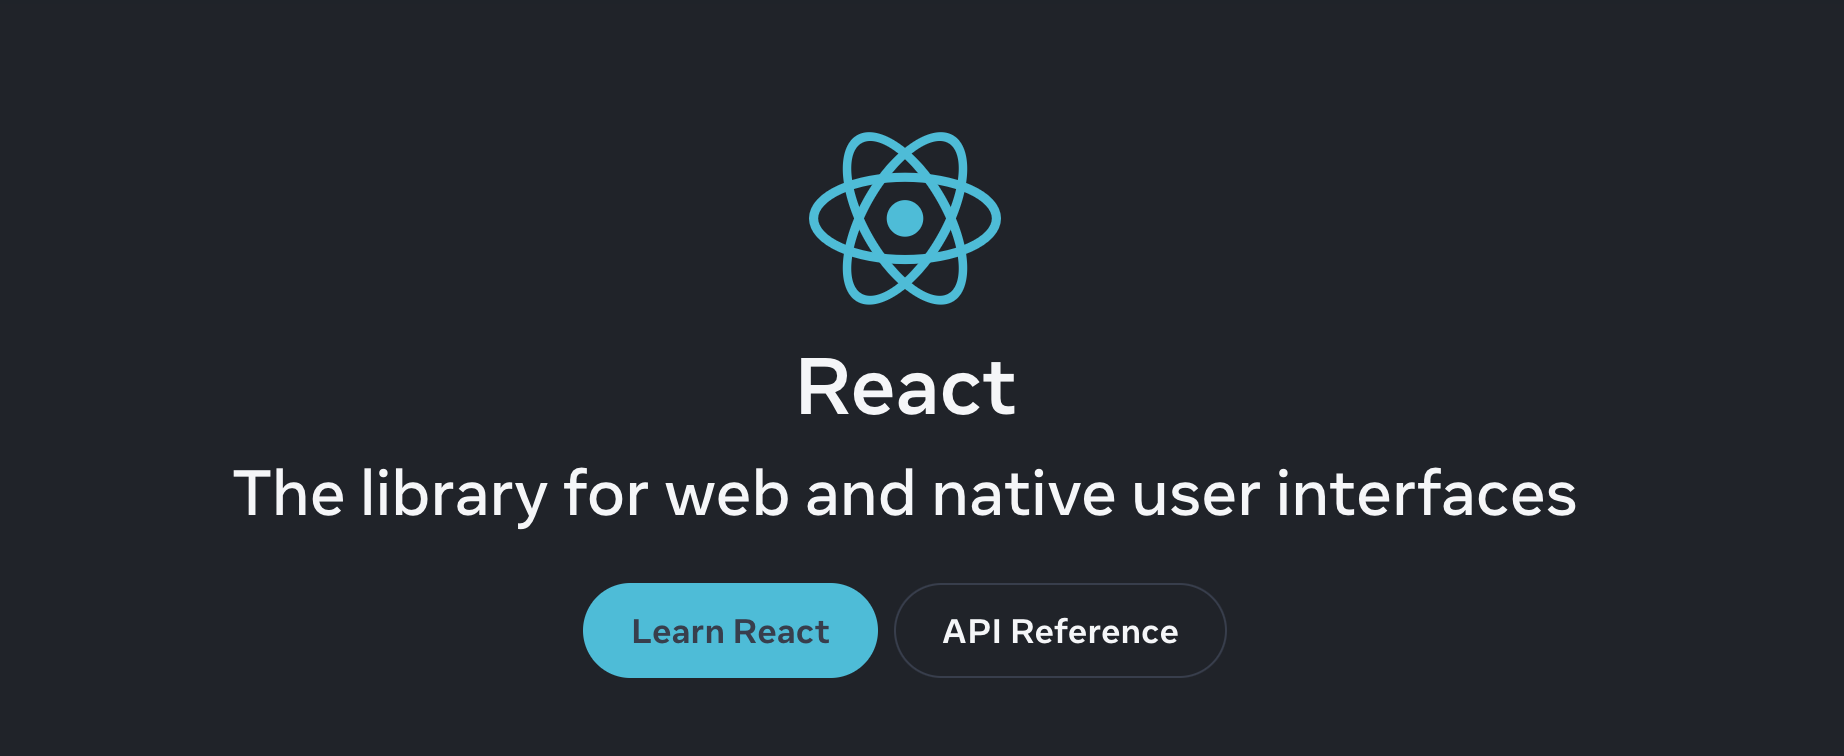 React
The library for web and native user interfaces
Learn React
API Reference